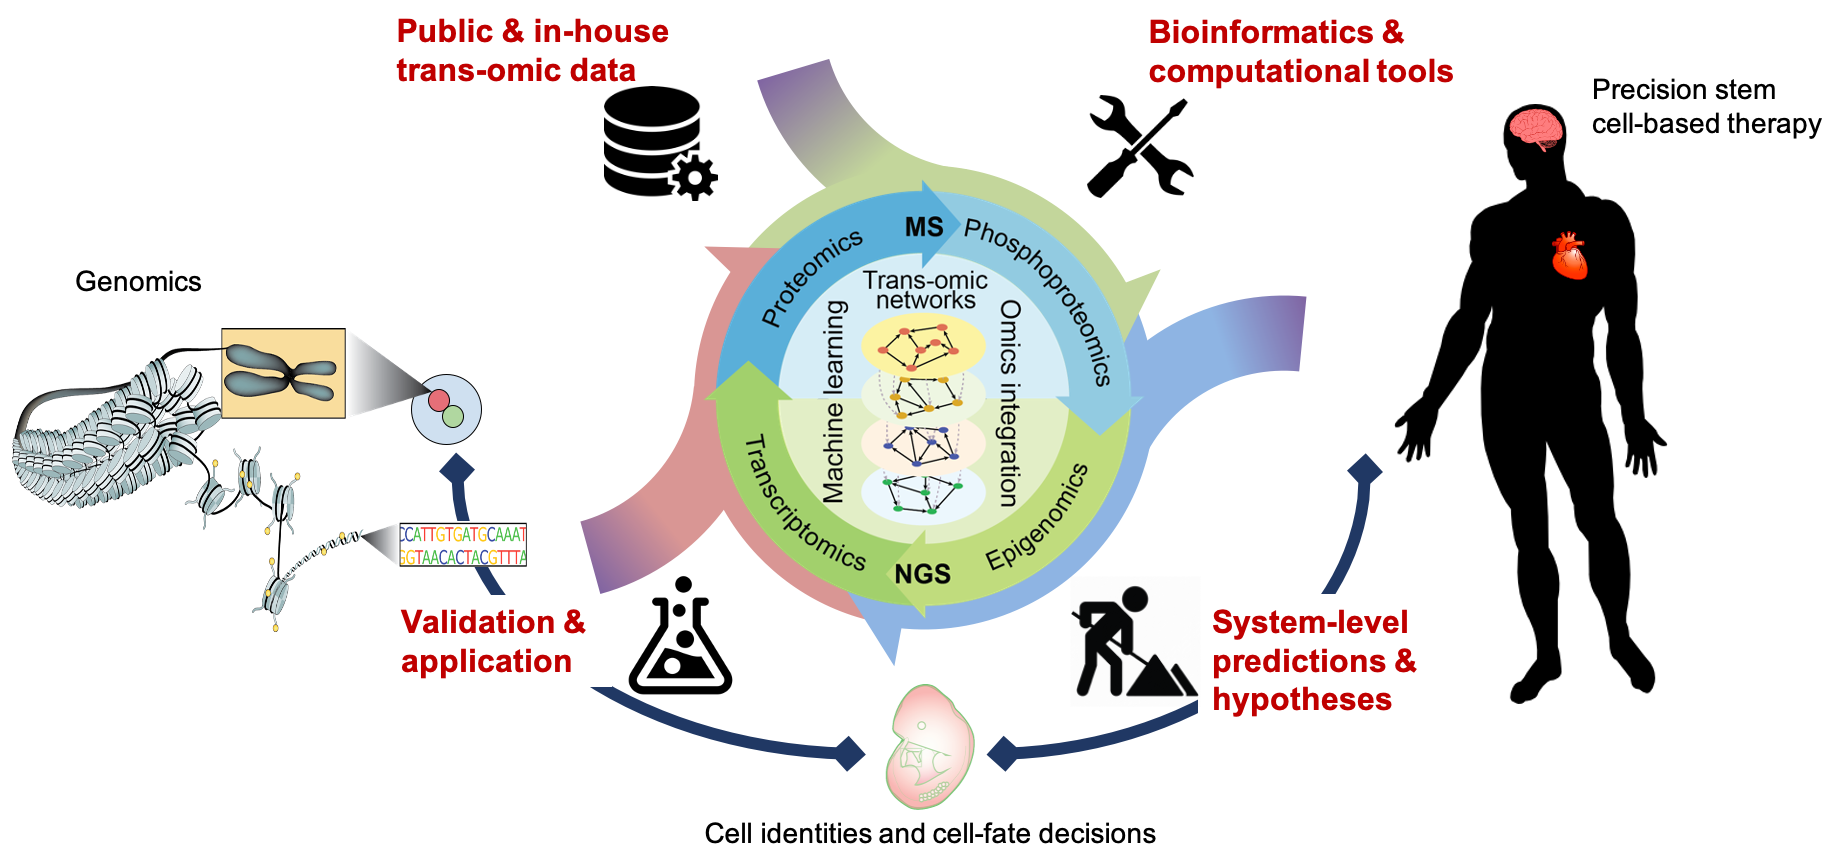 Public & in-house
trans-omic data
Bioinformatics &
computational tools
Precision stem
cell-based therapy
Genomics
MS
Proteomics
Phosphoproteomics
Trans-omic
networks
Machine learning
Omics integration
Transcriptomics
Epigenomics
NGS
CCATTGTGATGCAAAT
GGTAACACTACGTTTA
Validation &
application
System-level
predictions &
hypotheses
Cell identities and cell-fate decisions